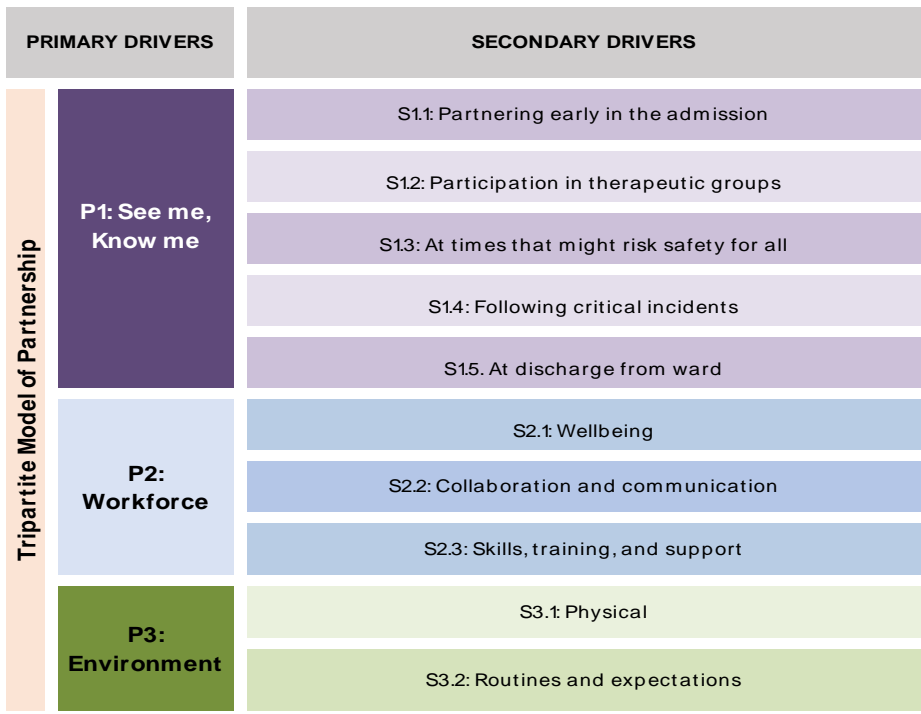 PRIMARY DRIVERS
SECONDARY DRIVERS
Tripartite Model of Partnership
P1: See me,
Know me
S1.1: Partnering early in the admission
S1.2: Participation in therapeutic groups
S1.3: At times that might risk safety for all
S1.4: Following critical incidents
S1.5. At discharge from ward
P2:
Workforce
S2.1: Wellbeing
S2.2: Collaboration and communication
S2.3: Skills, training, and support
P3:
Environment
S3.1: Physical
S3.2: Routines and expectations